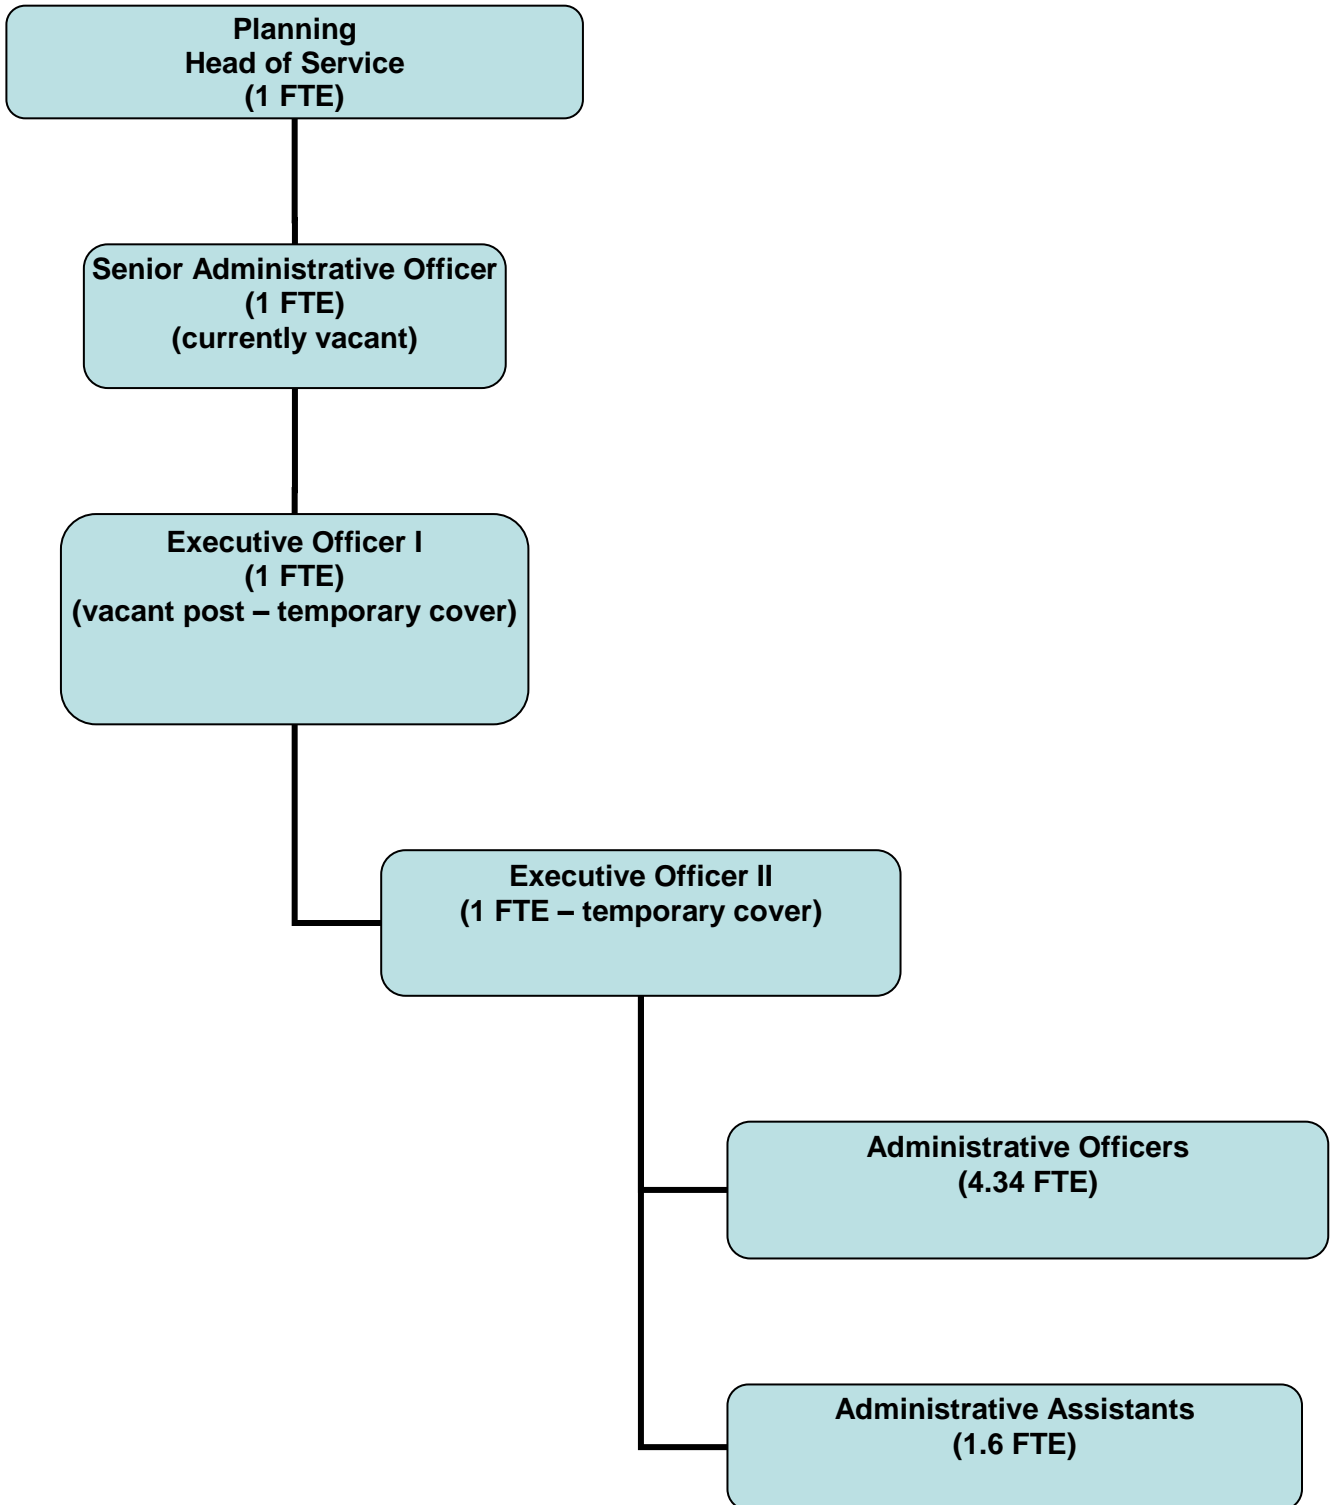 Planning
Head of Service
(1 FTE)
Senior Administrative Officer
(1 FTE)
(currently vacant)
Executive Officer I
(1 FTE)
(vacant post – temporary cover)
Executive Officer II
(1 FTE – temporary cover)
Administrative Officers
(4.34 FTE)
Administrative Assistants
(1.6 FTE)